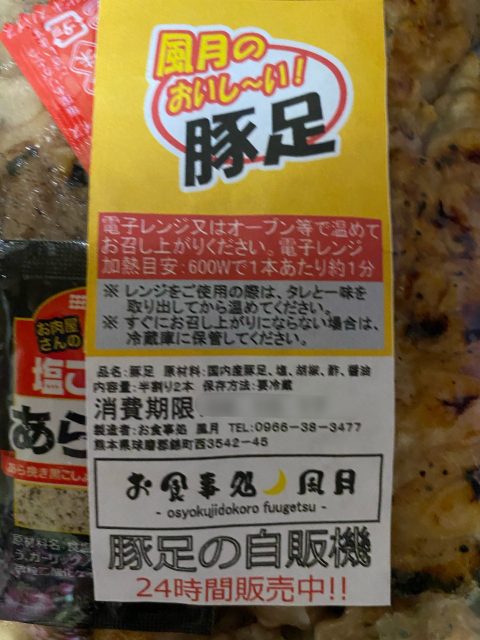 風月の
おいし～い!
豚足
電子レンジ又はオーブン等で温めて
お召し上がりください。電子レンジ
加熱目安:600Wで1本あたり約1分
※ レンジをご使用の際は、タレと一味を
取り出してから温めてください。
※ すぐにお召し上がりにならない場合は、
冷蔵庫に保管してください。
品名:豚足 原材料:国内産豚足、塩、胡椒、酢、醤油
内容量:半割り2本 保存方法:要冷蔵
消費期限
製造者:お食事処 風月 TEL:0966-38-3477
熊本県球磨郡錦町西3542-45
お食事処 風月
- osyokujidokoro fuugetsu -
豚足の自販機
24時間販売中!!
お肉屋
さんの
塩こ
あら
あら挽き黒こしょ